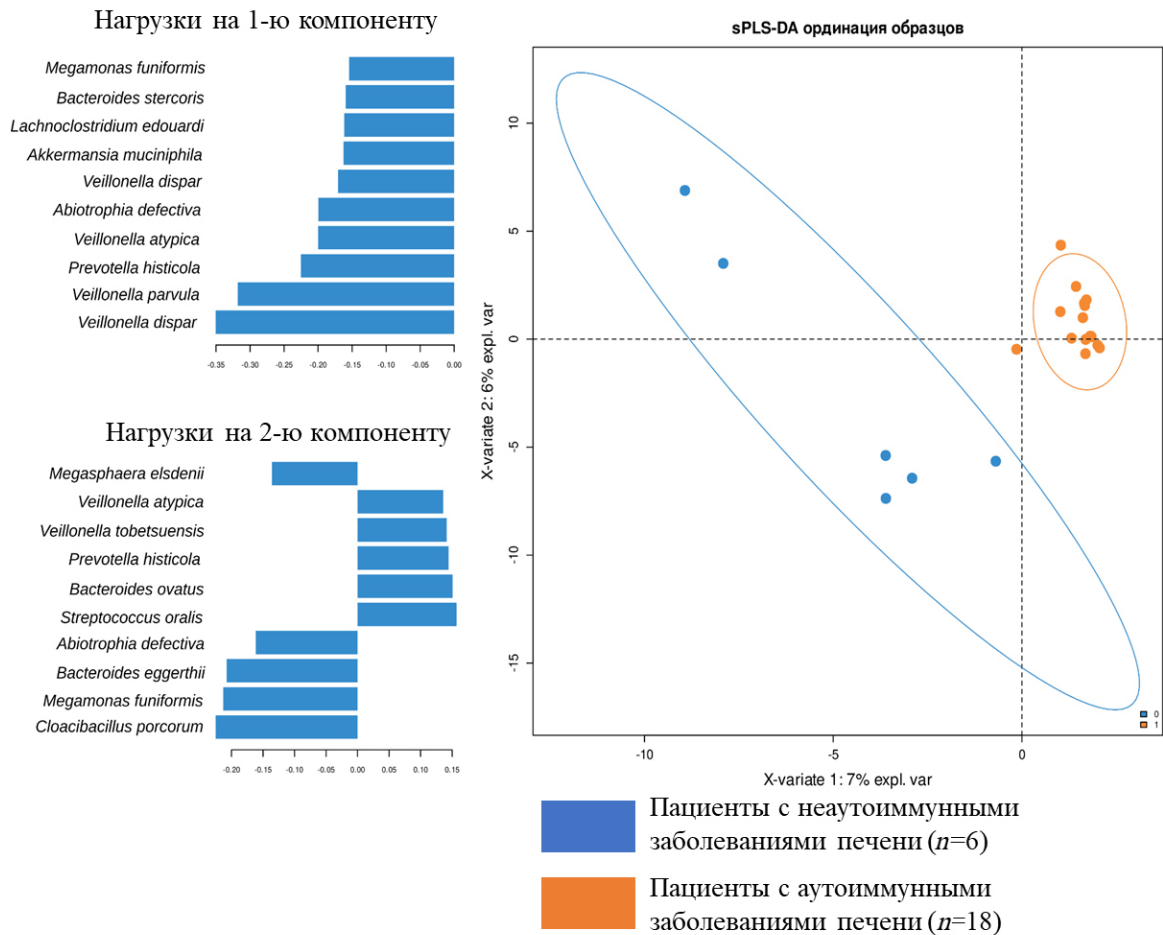 Нагрузки на 1-ю компоненту
Megamonas funiformis
Bacteroides stercoris
Lachnoclostridium edouardi
Akkermansia muciniphila
Veillonella dispar
Abiotrophia defectiva
Veillonella atypica
Prevotella histicola
Veillonella parvula
Veillonella dispar
-0.35 -0.30 -0.25 -0.20 -0.15 -0.10 -0.05 0.00
Нагрузки на 2-ю компоненту
Megasphaera elsdenii
Veillonella atypica
Veillonella tobetsuensis
Prevotella histicola
Bacteroides ovatus
Streptococcus oralis
Abiotrophia defectiva
Bacteroides eggerthii
Megamonas funiformis
Cloacibacillus porcorum
-0.20 -0.15 -0.10 -0.05 0.00 0.05 0.10 0.15
sPLS-DA ординация образцов
X-variate 2: 6% expl. var
10
5
0
-5
-10
-15
0
1
-10 -5 0
X-variate 1: 7% expl. var
Пациенты с неаутоиммунными
заболеваниями печени (n=6)
Пациенты с аутоиммунными
заболеваниями печени (n=18)